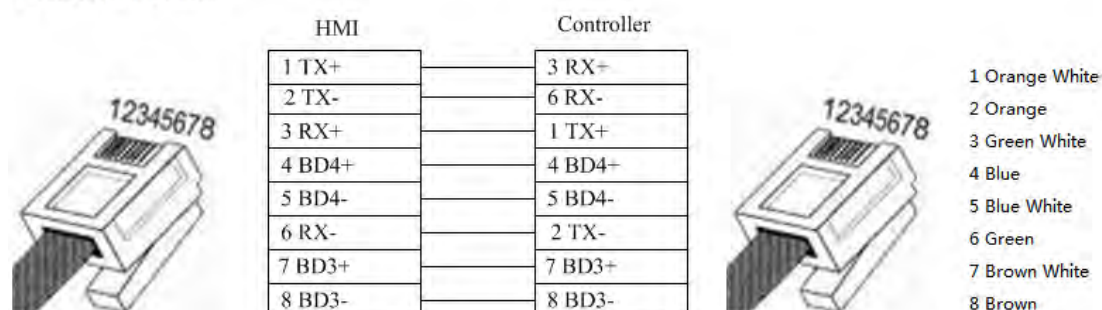 HMI Controller
1 TX+ 3 RX+
2 TX- 6 RX-
3 RX+ 1 TX+
4 BD4+ 4 BD4+
5 BD4- 5 BD4-
6 RX- 2 TX-
7 BD3+ 7 BD3+
8 BD3- 8 BD3-
12345678
12345678
1 Orange White
2 Orange
3 Green White
4 Blue
5 Blue White
6 Green
7 Brown White
8 Brown